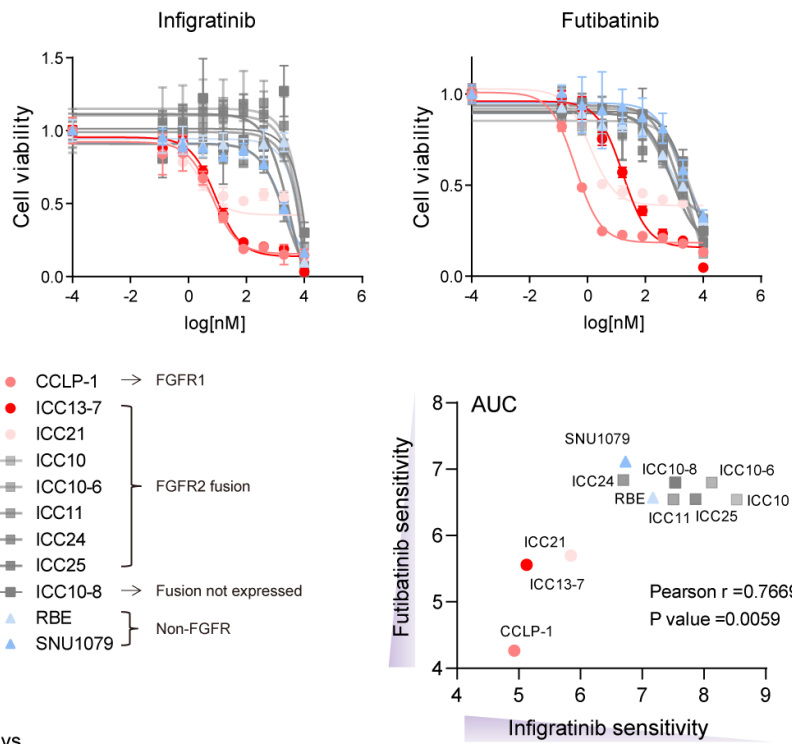 Infigratinib
Futibatinib
1.5
1.0
0.5
0.0
Cell viability
-4
-2
0
2
4
6
log[nM]
1.0
0.5
0.0
Cell viability
-4
-2
0
2
4
6
log[nM]
CCLP-1 → FGFR1
ICC13-7
ICC21
ICC10
ICC10-6
ICC11
ICC24
ICC25
FGFR2 fusion
ICC10-8 → Fusion not expressed
RBE
SNU1079
Non-FGFR
AUC
8
7
6
5
4
Futibatinib sensitivity
SNU1079
ICC24
ICC10-8
ICC10-6
RBE
ICC11
ICC25
ICC10
ICC21
ICC13-7
CCLP-1
Pearson r =0.7669
P value =0.0059
4
5
6
7
8
9
Infigratinib sensitivity
vs